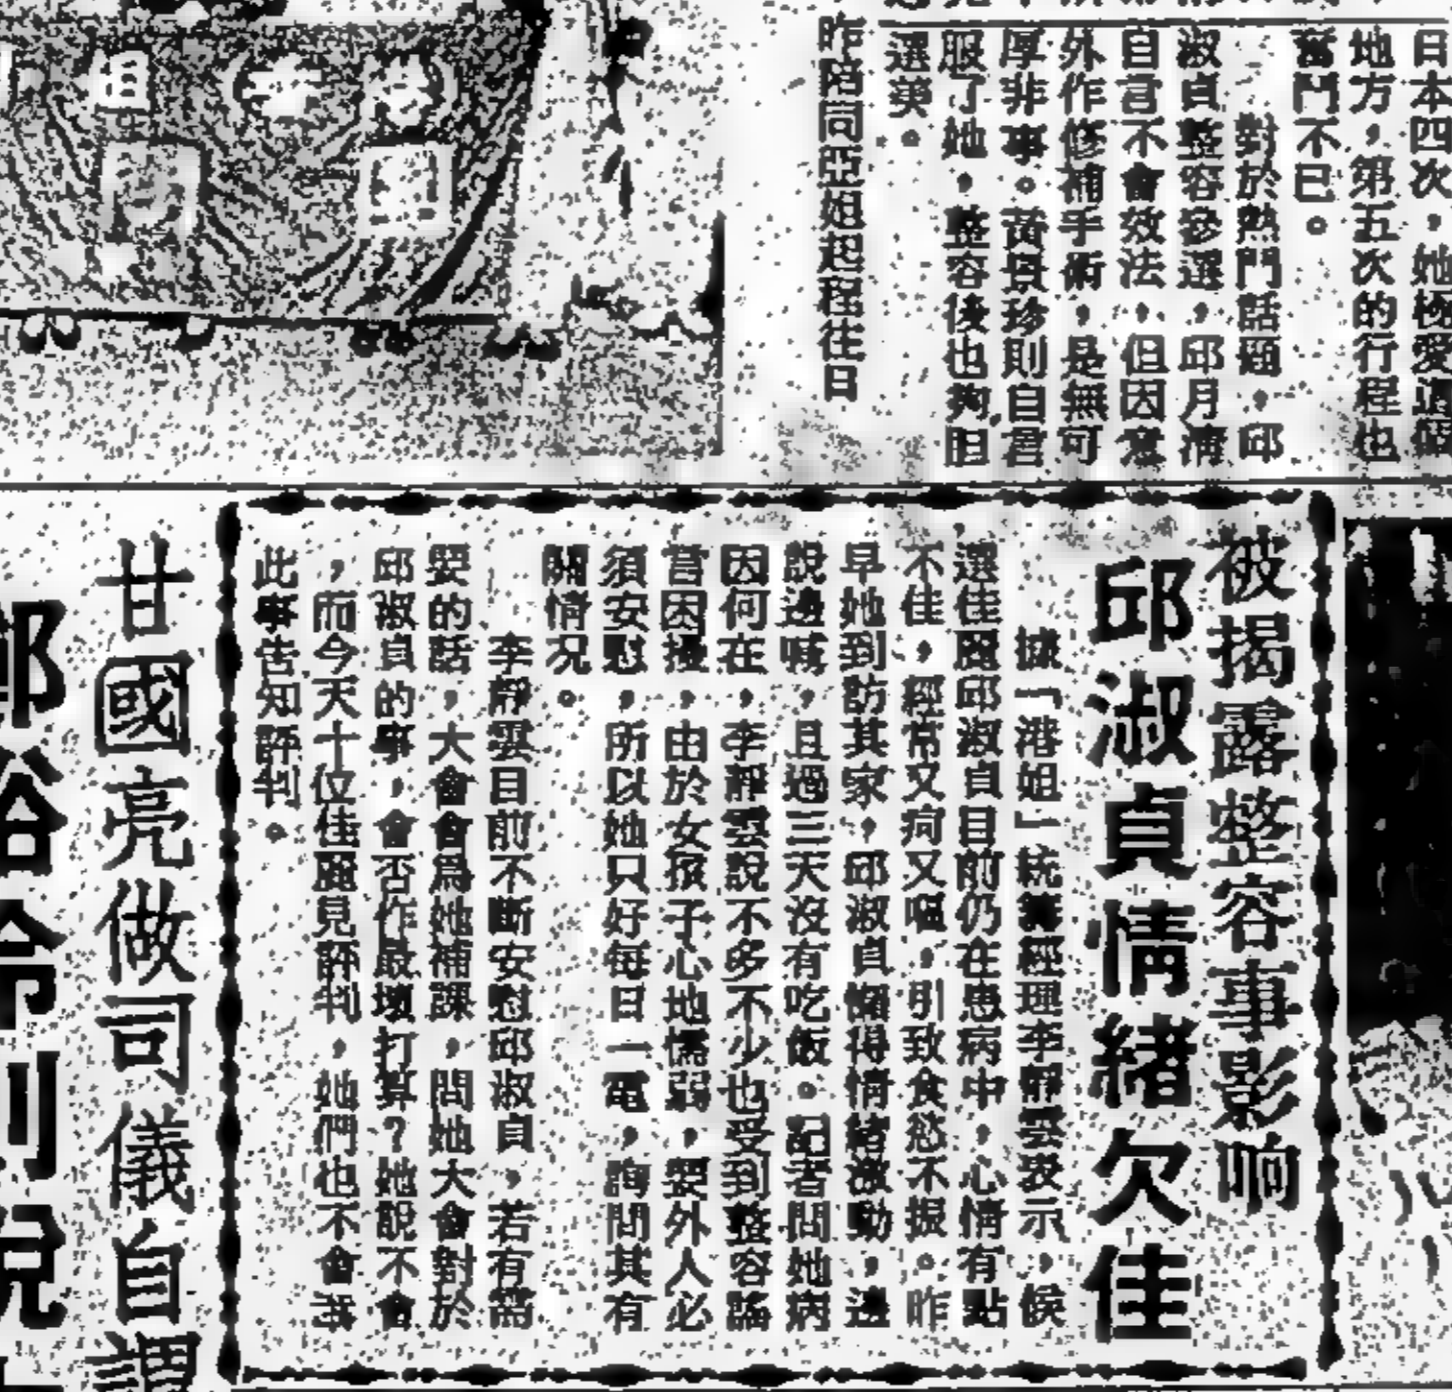 日本四次，她極愛這個
地方，第五次的行程也
奮鬥不已。
對於熱門話題，邱
淑貞整容參選，邱月清
自言不會效法，但因意
外作修補手術，是無可
厚非事。黃貝珍則自言
服了她，整容後也夠胆
選美。
昨陪同亞姐起程往日
被揭露整容事影响
邱淑貞情緒欠佳
據「港姐」統籌經理李靜雲表示，候
選佳麗邱淑貞目前仍在患病中，心情有點
不佳，經常又疴又嘔，引致食慾不振。昨
早她到訪其家，邱淑貞懶得情緒激動，邊
說邊喊，且過三天沒有吃飯。記者問她病
因何在，李靜雲說不多不少也受到整容謠
言困擾，由於女孩子心地懦弱，要外人必
須安慰，所以她只好每日一電，詢問其有
關情況。
李靜雲目前不斷安慰邱淑貞，若有需
要的話，大會會為她補課，問她大會對於
邱淑貞的事，會否作最壞打算？她說不會
，而今天十位佳麗見評判，她們也不會將
此事告知評判。
甘國亮做司儀自謂